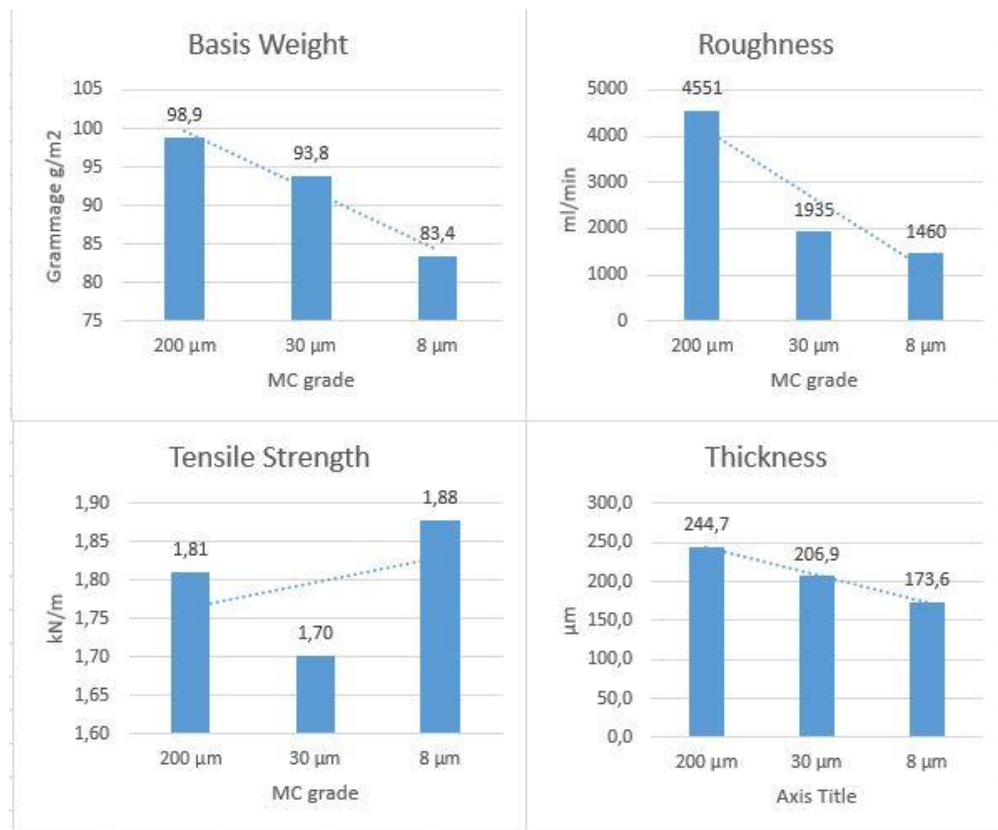 Basis Weight
105
100
95
90
85
80
75
Grammage g/m2
98,9
93,8
83,4
200 µm 30 µm 8 µm
MC grade
Roughness
5000
4000
3000
2000
1000
0
ml/min
4551
1935
1460
200 µm 30 µm 8 µm
MC grade
Tensile Strength
1,90
1,85
1,80
1,75
1,70
1,65
1,60
kN/m
1,81
1,70
1,88
200 µm 30 µm 8 µm
MC grade
Thickness
300,0
250,0
200,0
150,0
100,0
50,0
0,0
µm
244,7
206,9
173,6
200 µm 30 µm 8 µm
Axis Title